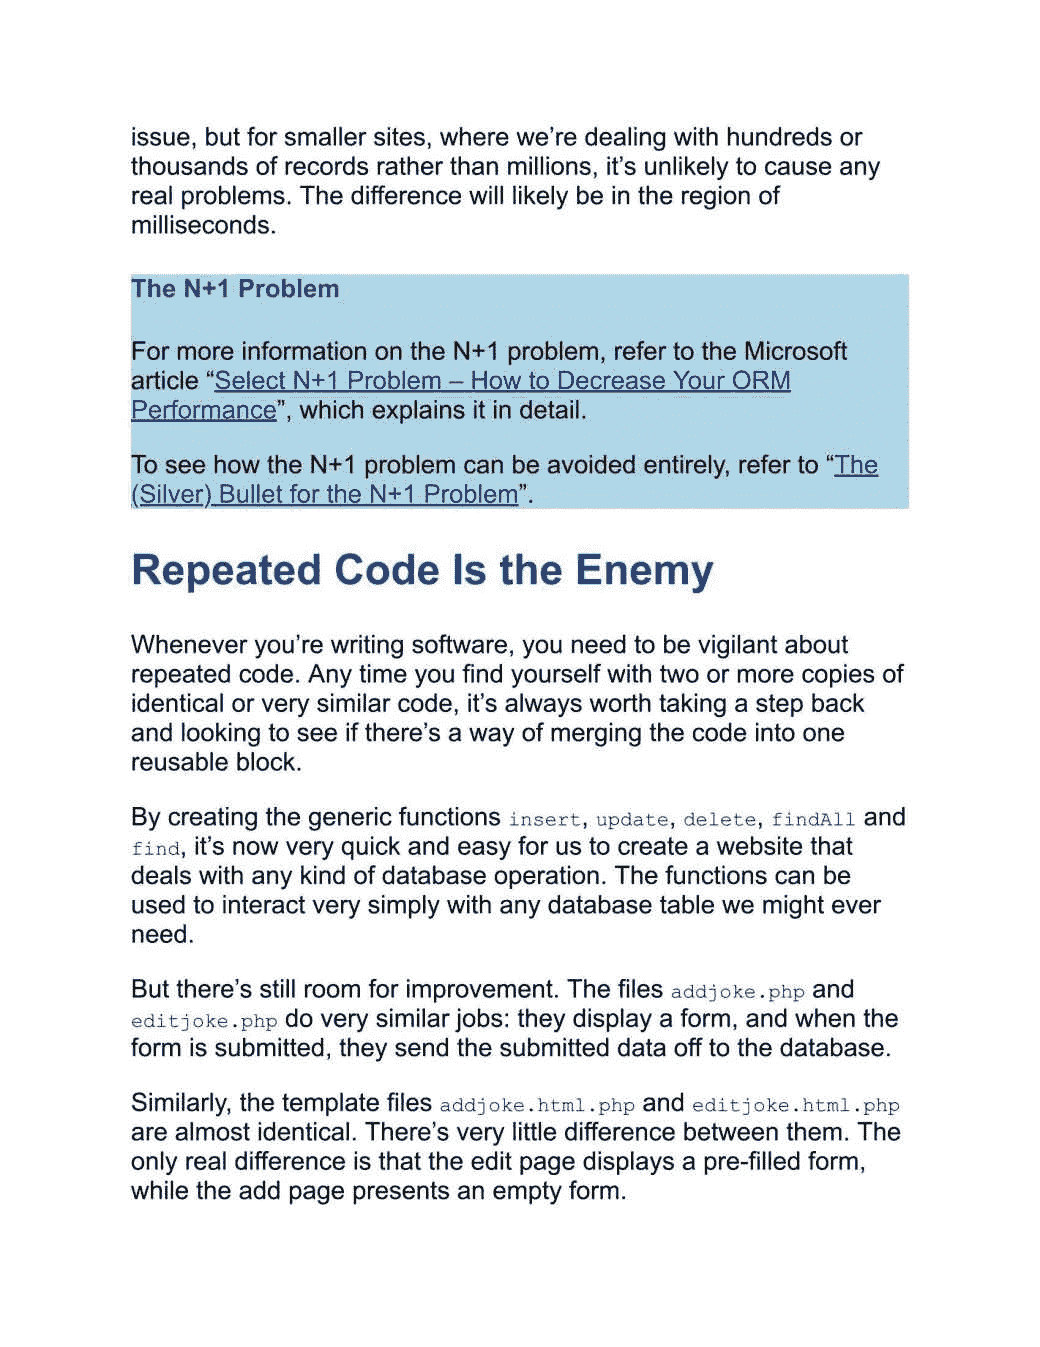 issue, but for smaller sites, where we’re dealing with hundreds or
thousands of records rather than millions, it’s unlikely to cause any
real problems. The difference will likely be in the region of
milliseconds.
The N+1 Problem
For more information on the N+1 problem, refer to the Microsoft
article “Select N+1 Problem – How to Decrease Your ORM
Performance”, which explains it in detail.
To see how the N+1 problem can be avoided entirely, refer to “The
(Silver) Bullet for the N+1 Problem”.
Repeated Code Is the Enemy
Whenever you’re writing software, you need to be vigilant about
repeated code. Any time you find yourself with two or more copies of
identical or very similar code, it’s always worth taking a step back
and looking to see if there’s a way of merging the code into one
reusable block.
By creating the generic functions insert, update, delete, findAll and
find, it’s now very quick and easy for us to create a website that
deals with any kind of database operation. The functions can be
used to interact very simply with any database table we might ever
need.
But there’s still room for improvement. The files addjoke.php and
editjoke.php do very similar jobs: they display a form, and when the
form is submitted, they send the submitted data off to the database.
Similarly, the template files addjoke.html.php and editjoke.html.php
are almost identical. There’s very little difference between them. The
only real difference is that the edit page displays a pre-filled form,
while the add page presents an empty form.